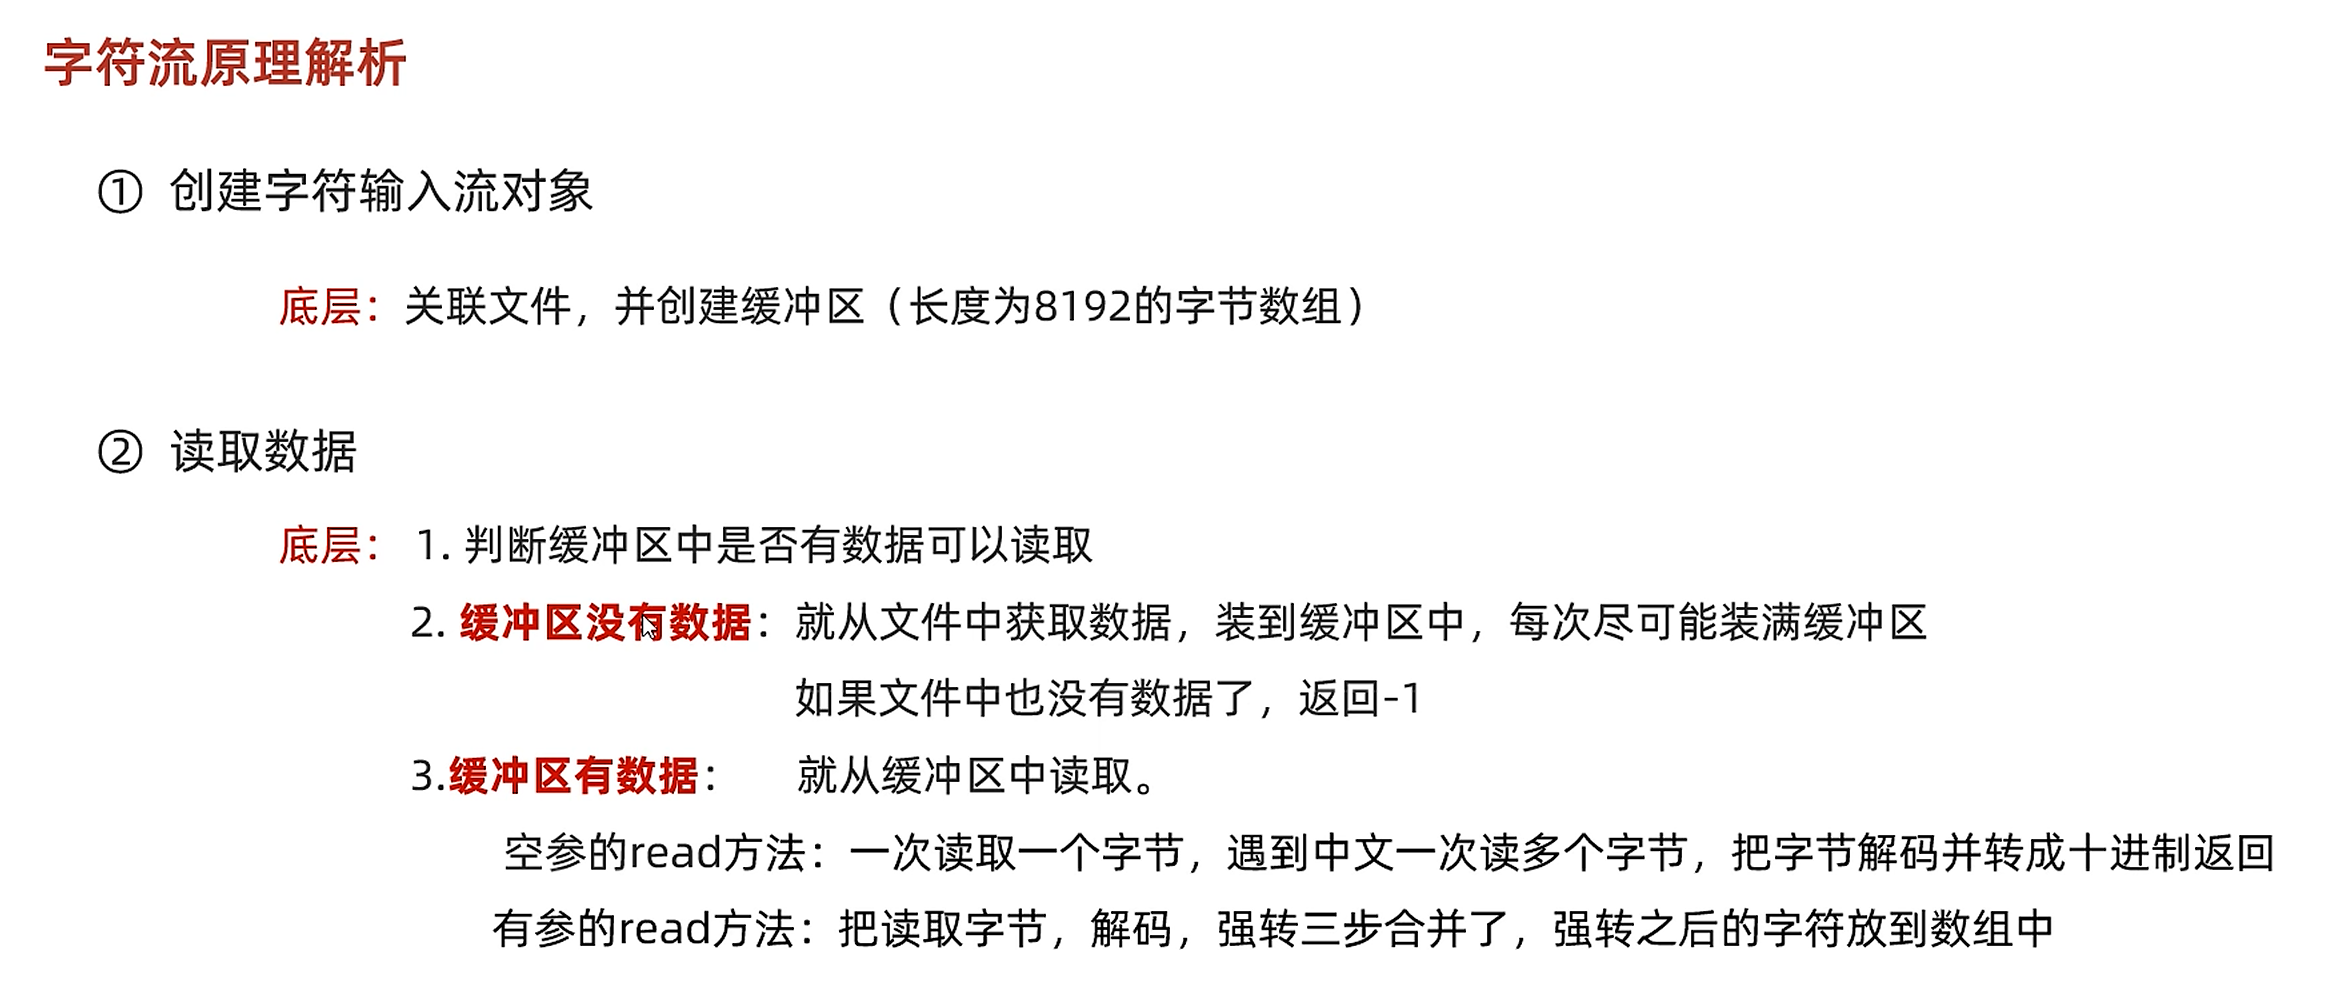 字符流原理解析
① 创建字符输入流对象
底层：关联文件，并创建缓冲区（长度为8192的字节数组）
② 读取数据
底层： 1. 判断缓冲区中是否有数据可以读取
2. 缓冲区没有数据：就从文件中获取数据，装到缓冲区中，每次尽可能装满缓冲区
如果文件中也没有数据了，返回-1
3.缓冲区有数据： 就从缓冲区中读取。
空参的read方法：一次读取一个字节，遇到中文一次读多个字节，把字节解码并转成十进制返回
有参的read方法：把读取字节，解码，强转三步合并了，强转之后的字符放到数组中